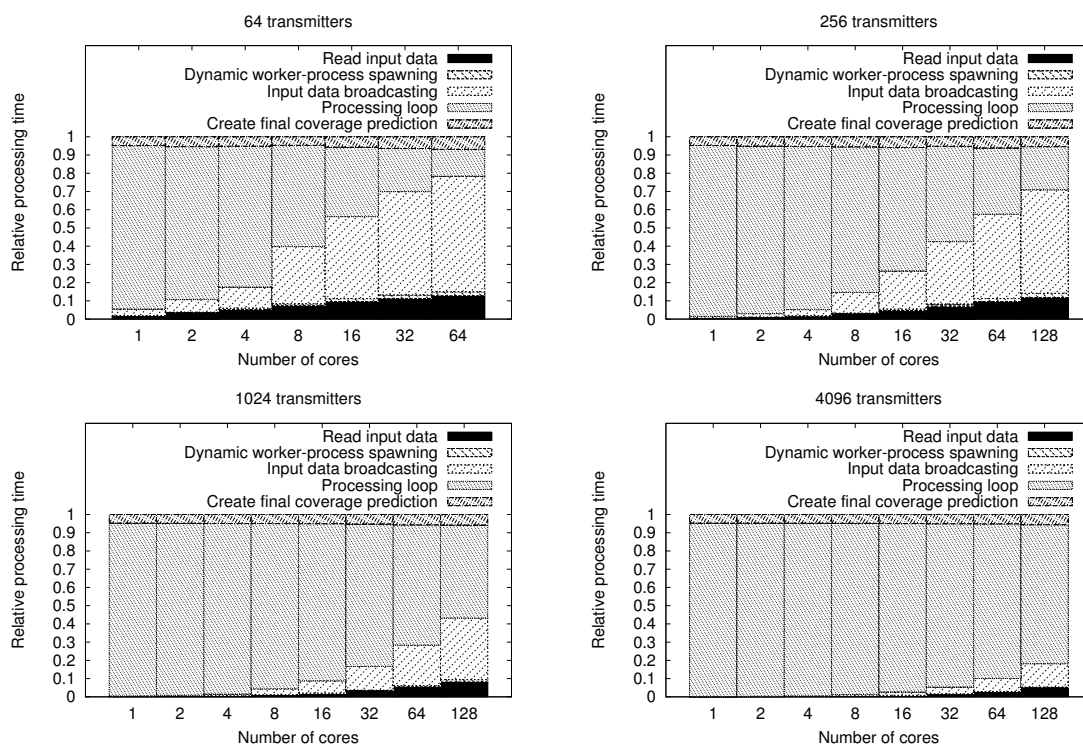 64 transmitters
Read input data
Dynamic worker-process spawning
Input data broadcasting
Processing loop
Create final coverage prediction
Relative processing time
1
0.9
0.8
0.7
0.6
0.5
0.4
0.3
0.2
0.1
0
1 2 4 8 16 32 64
Number of cores
256 transmitters
Read input data
Dynamic worker-process spawning
Input data broadcasting
Processing loop
Create final coverage prediction
Relative processing time
1
0.9
0.8
0.7
0.6
0.5
0.4
0.3
0.2
0.1
0
1 2 4 8 16 32 64 128
Number of cores
1024 transmitters
Read input data
Dynamic worker-process spawning
Input data broadcasting
Processing loop
Create final coverage prediction
Relative processing time
1
0.9
0.8
0.7
0.6
0.5
0.4
0.3
0.2
0.1
0
1 2 4 8 16 32 64 128
Number of cores
4096 transmitters
Read input data
Dynamic worker-process spawning
Input data broadcasting
Processing loop
Create final coverage prediction
Relative processing time
1
0.9
0.8
0.7
0.6
0.5
0.4
0.3
0.2
0.1
0
1 2 4 8 16 32 64 128
Number of cores